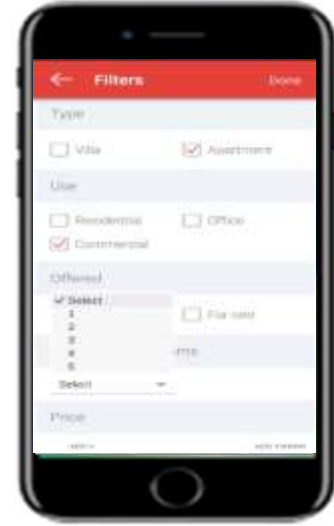 Filters Done
Type
Villa Apartment
Use
Residential Office
Commercial
Offered
Select
1
2
3
4
5
For rent
Select
Price